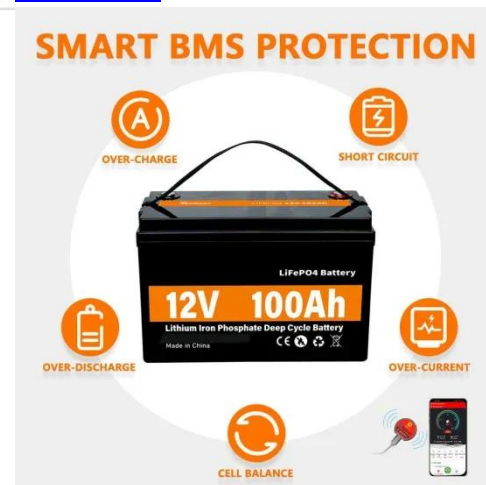 SMART BMS PROTECTION
OVER-CHARGE
SHORT CIRCUIT
LiFePO4 Battery
12V 100Ah
Lithium Iron Phosphate Deep Cycle Battery
Made in China
CE
OVER-DISCHARGE
OVER-CURRENT
CELL BALANCE